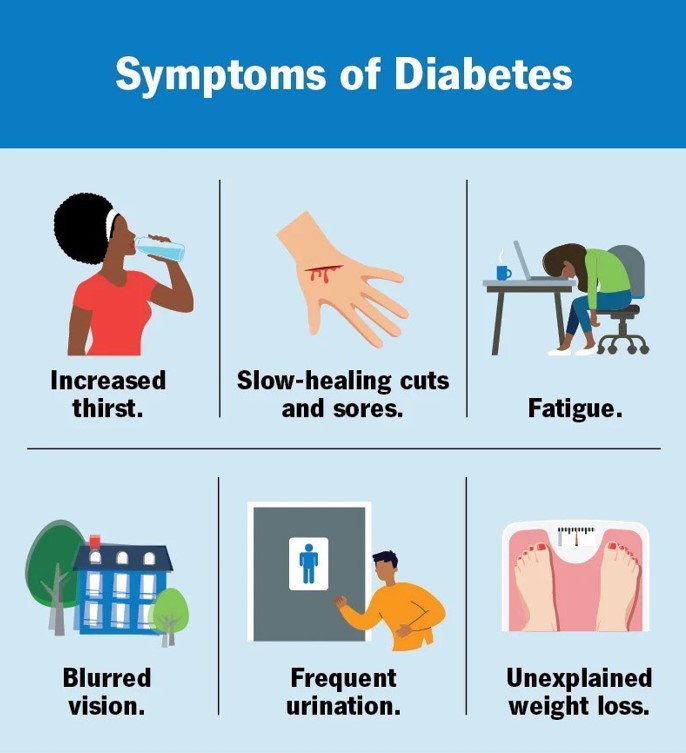 Symptoms of Diabetes
Increased
thirst.
Slow-healing cuts
and sores.
Fatigue.
Blurred
vision.
Frequent
urination.
Unexplained
weight loss.